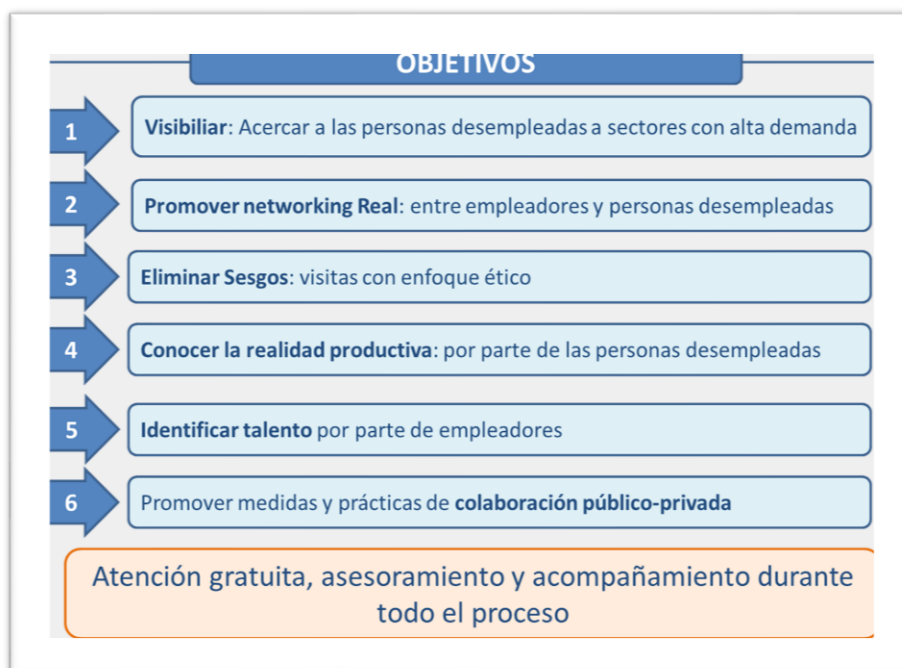 OBJETIVOS
1
Visibiliar: Acercar a las personas desempleadas a sectores con alta demanda
2
Promover networking Real: entre empleadores y personas desempleadas
3
Eliminar Sesgos: visitas con enfoque ético
4
Conocer la realidad productiva: por parte de las personas desempleadas
5
Identificar talento por parte de empleadores
6
Promover medidas y prácticas de colaboración público-privada
Atención gratuita, asesoramiento y acompañamiento durante
todo el proceso